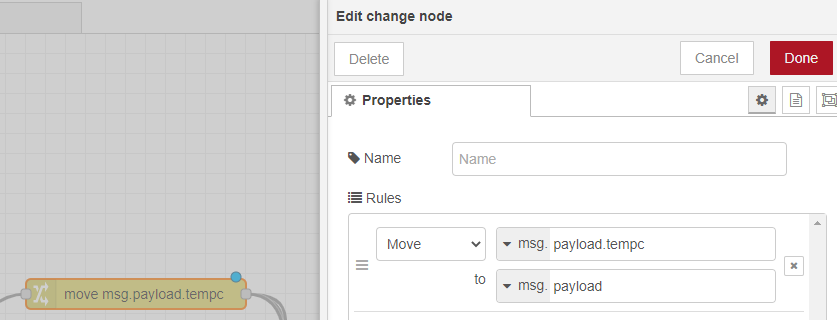 Edit change node
Delete
Cancel
Done
Properties
Name
Name
Rules
Move
msg. payload.tempc
to
msg. payload
move msg.payload.tempc